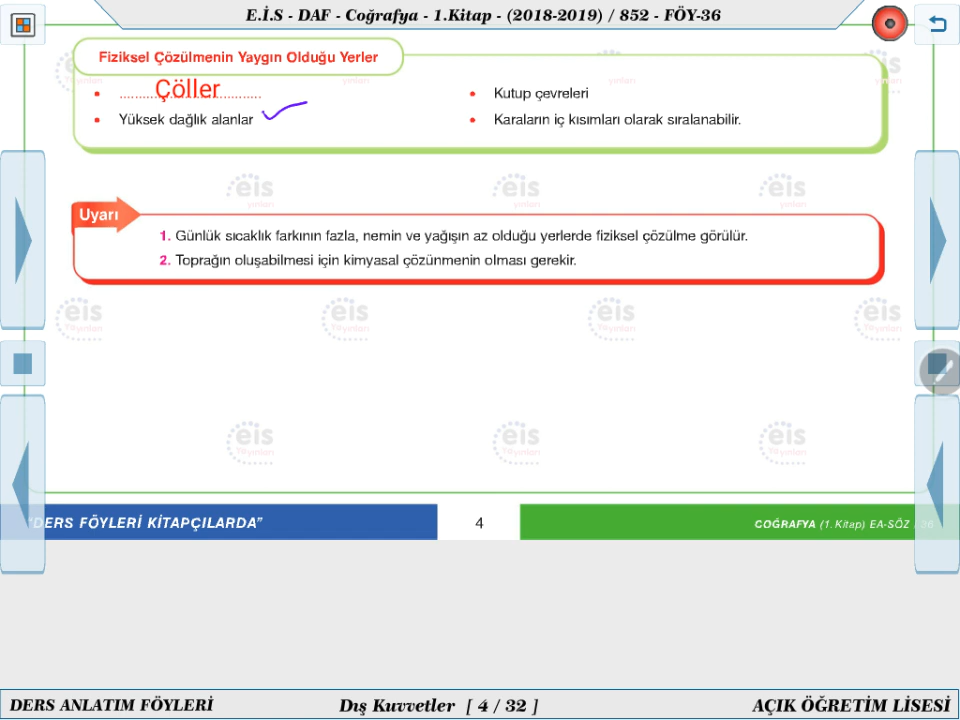 E.İ.S - DAF - Coğrafya - 1.Kitap - (2018-2019) / 852 - FÖY-36
Fiziksel Çözülmenin Yaygın Olduğu Yerler
• Çöller
• Yüksek dağlık alanlar
• Kutup çevreleri
• Karaların iç kısımları olarak sıralanabilir.
Uyarı
1. Günlük sıcaklık farkının fazla, nemin ve yağışın az olduğu yerlerde fiziksel çözülme görülür.
2. Toprağın oluşabilmesi için kimyasal çözünmenin olması gerekir.
eis
yayınları
"DERS FÖYLERİ KİTAPÇILARDA"
4
COĞRAFYA (1. Kitap) EA-SÖZ / 36
DERS ANLATIM FÖYLERİ
Dış Kuvvetler [ 4 / 32 ]
AÇIK ÖĞRETİM LİSESİ